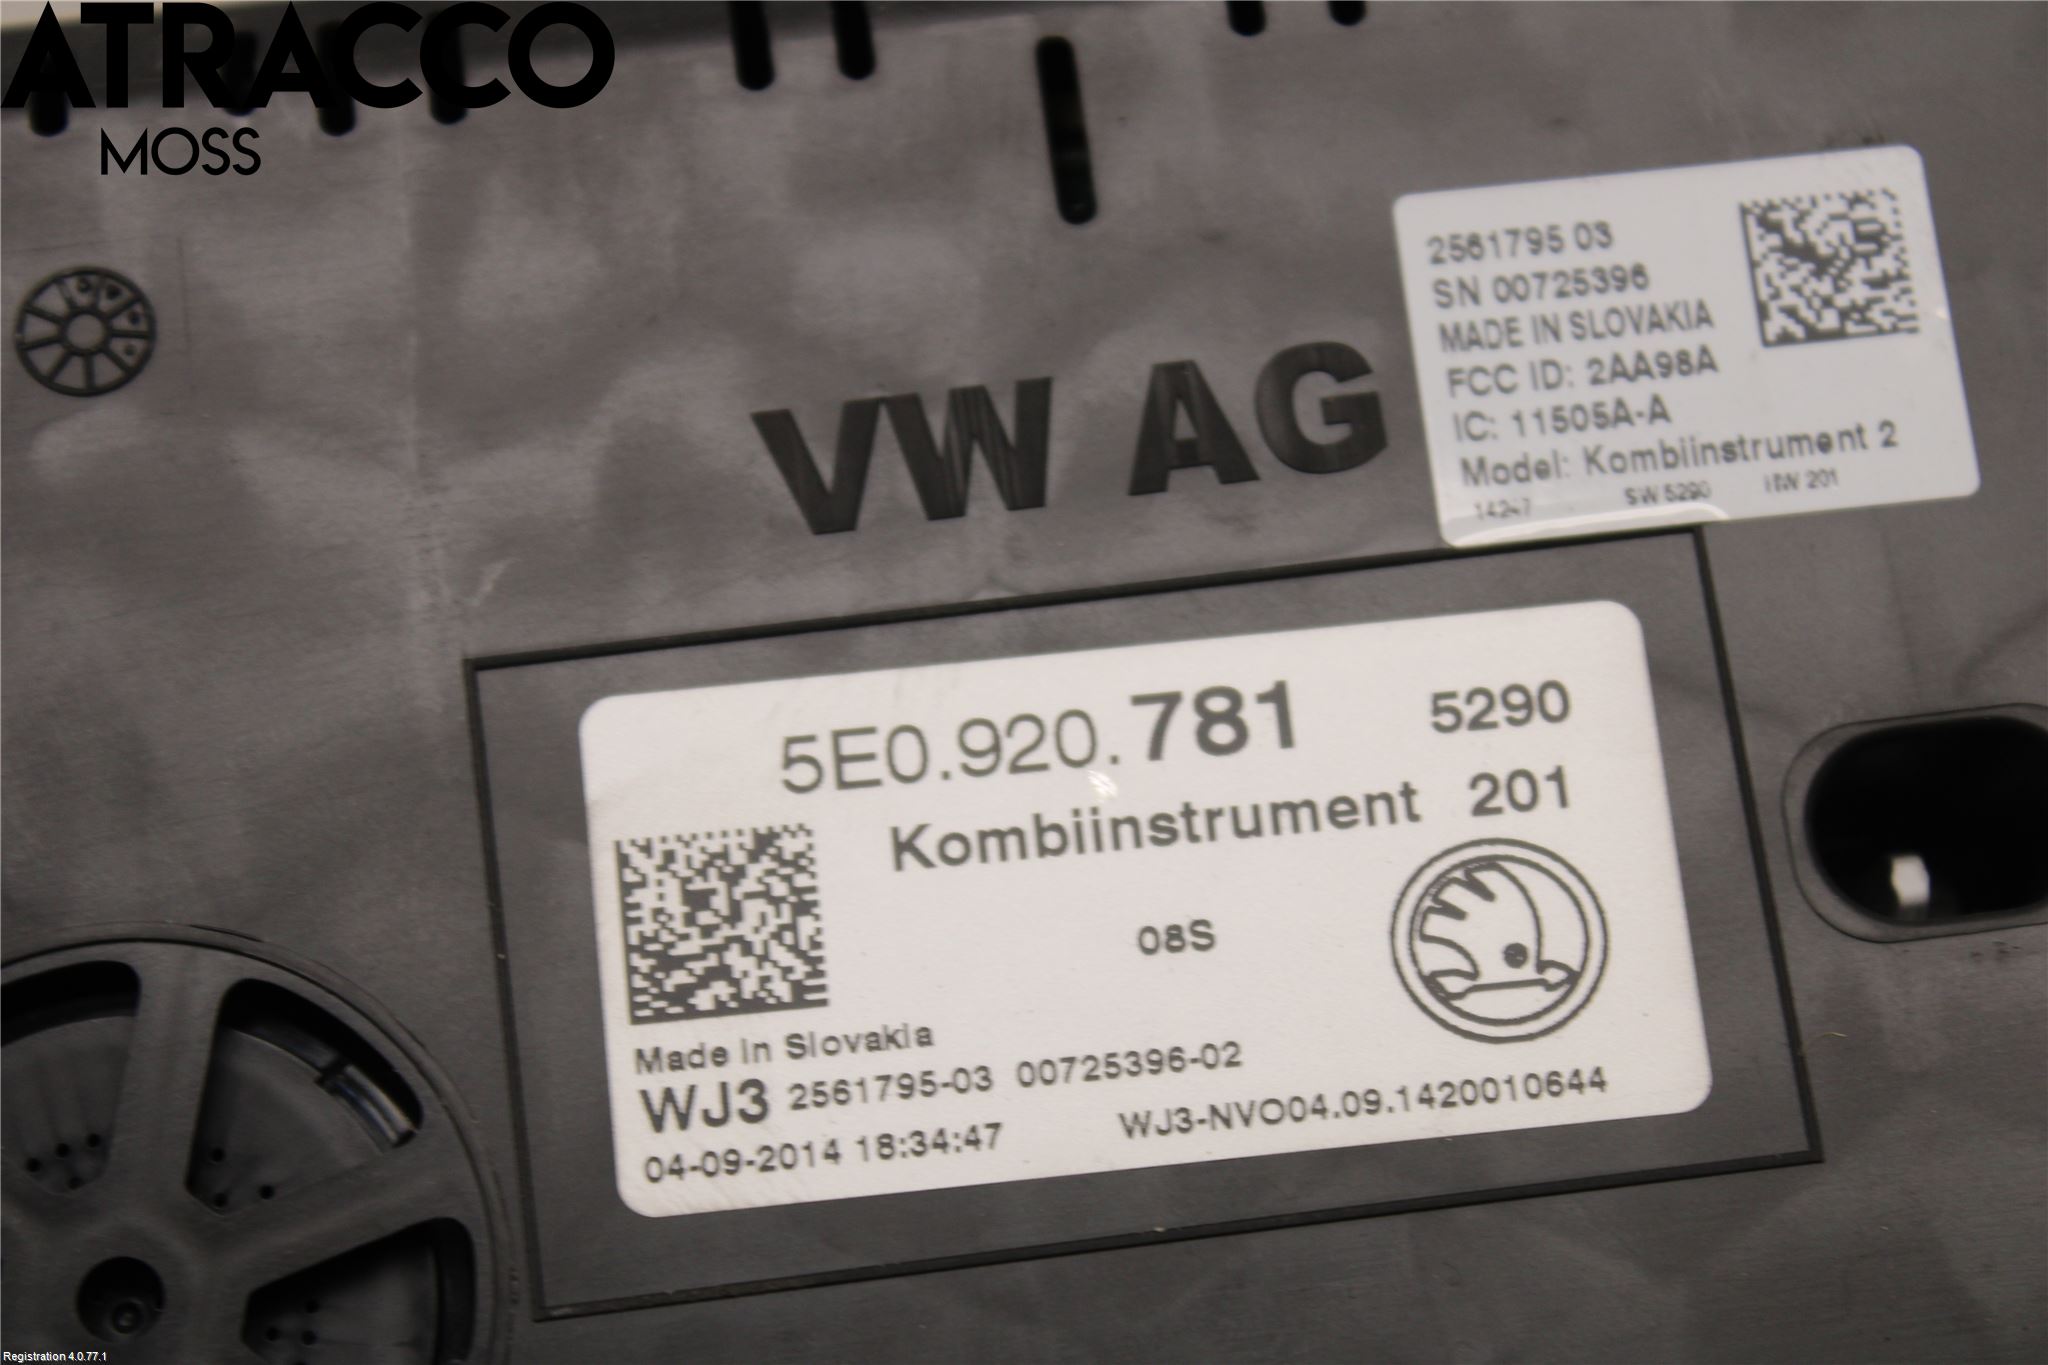 ATRACCO
MOSS
2561795 03
SN 00725396
MADE IN SLOVAKIA
FCC ID: 2AA98A
IC: 11505A-A
Model: Kombiinstrument 2
14247 SW 5290 HW 201
VW AG
5E0.920.781 5290
Kombiinstrument 201
08S
Made In Slovakia
WJ3 2561795-03 00725396-02
04-09-2014 18:34:47 WJ3-NVO04.09.1420010644
Registration 4.0.77.1